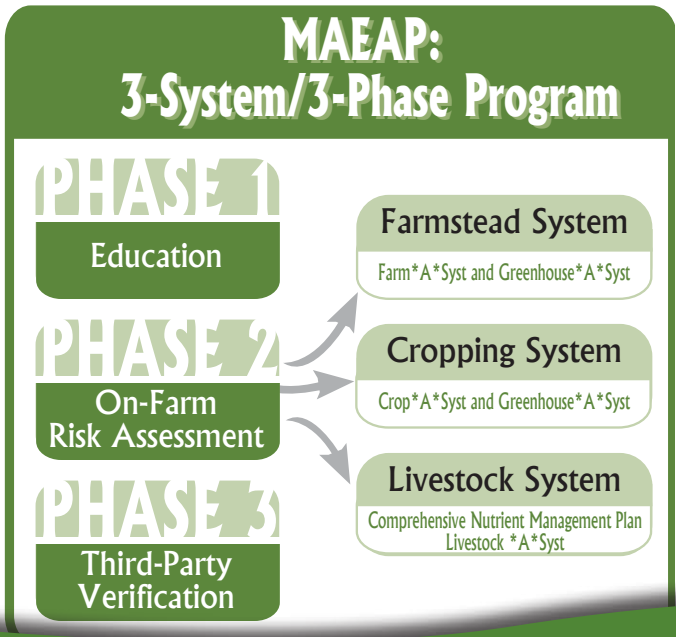 MAEAP:
3-System/3-Phase Program
PHASE 1
Education
PHASE 2
On-Farm
Risk Assessment
PHASE 3
Third-Party
Verification
Farmstead System
Farm*A*Syst and Greenhouse*A*Syst
Cropping System
Crop*A*Syst and Greenhouse*A*Syst
Livestock System
Comprehensive Nutrient Management Plan
Livestock *A*Syst